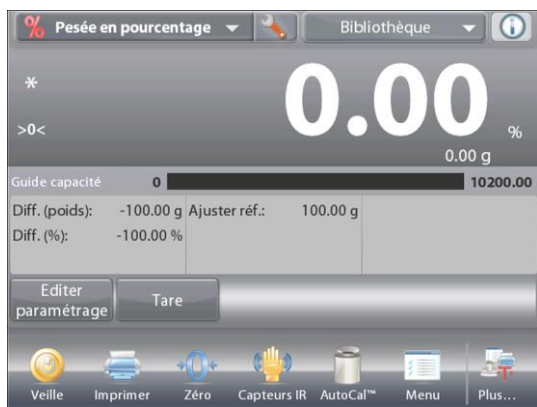 % Pesée en pourcentage Bibliothèque
*
0.00 %
>0<
0.00 g
Guide capacité 0 10200.00
Diff. (poids): -100.00 g Ajuster réf.: 100.00 g
Diff. (%): -100.00 %
Editer paramétrage
Tare
Veille Imprimer Zéro Capteurs IR AutoCal™ Menu Plus...